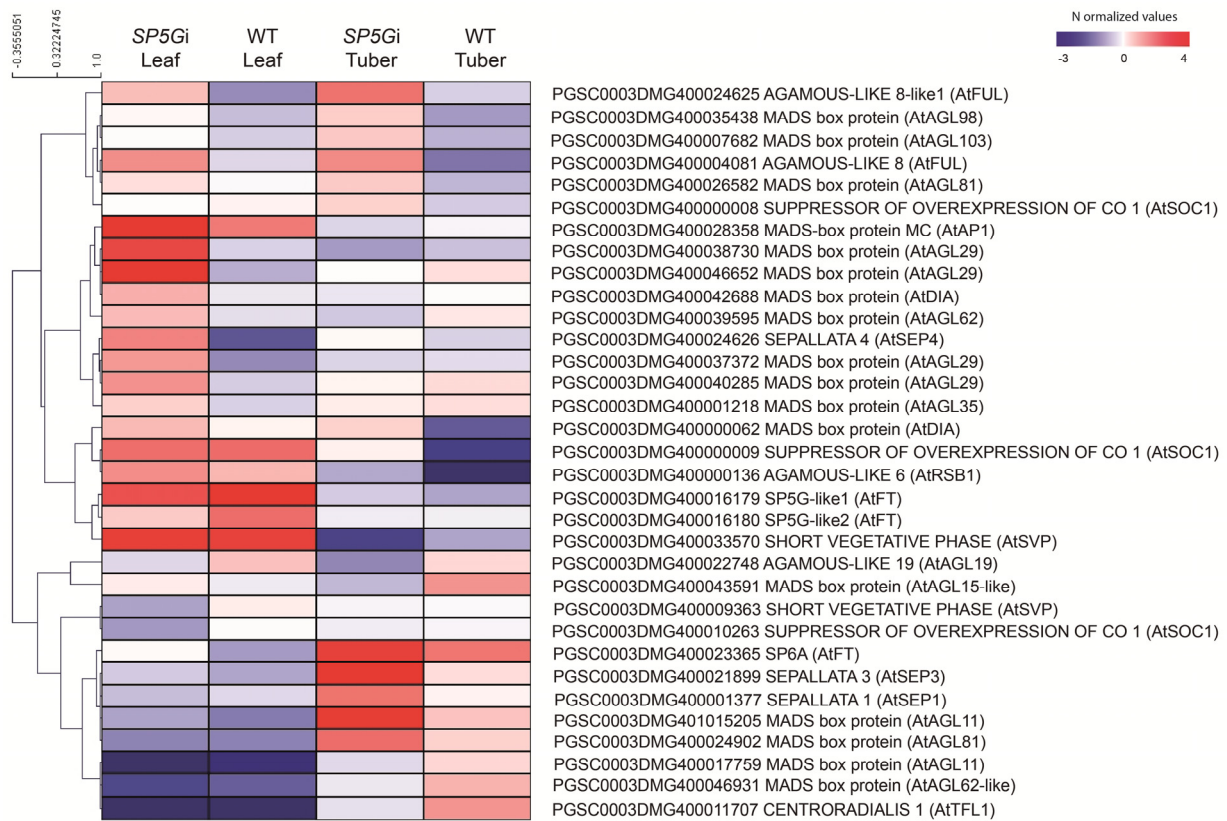 -0.3555051
0.32224745
1.0
SP5Gi
Leaf
WT
Leaf
SP5Gi
Tuber
WT
Tuber
N ormalized values
-3 0 4
PGSC0003DMG400024625 AGAMOUS-LIKE 8-like1 (AtFUL)
PGSC0003DMG400035438 MADS box protein (AtAGL98)
PGSC0003DMG400007682 MADS box protein (AtAGL103)
PGSC0003DMG400004081 AGAMOUS-LIKE 8 (AtFUL)
PGSC0003DMG400026582 MADS box protein (AtAGL81)
PGSC0003DMG400000008 SUPPRESSOR OF OVEREXPRESSION OF CO 1 (AtSOC1)
PGSC0003DMG400028358 MADS-box protein MC (AtAP1)
PGSC0003DMG400038730 MADS box protein (AtAGL29)
PGSC0003DMG400046652 MADS box protein (AtAGL29)
PGSC0003DMG400042688 MADS box protein (AtDIA)
PGSC0003DMG400039595 MADS box protein (AtAGL62)
PGSC0003DMG400024626 SEPALLATA 4 (AtSEP4)
PGSC0003DMG400037372 MADS box protein (AtAGL29)
PGSC0003DMG400040285 MADS box protein (AtAGL29)
PGSC0003DMG400001218 MADS box protein (AtAGL35)
PGSC0003DMG400000062 MADS box protein (AtDIA)
PGSC0003DMG400000009 SUPPRESSOR OF OVEREXPRESSION OF CO 1 (AtSOC1)
PGSC0003DMG400000136 AGAMOUS-LIKE 6 (AtRSB1)
PGSC0003DMG400016179 SP5G-like1 (AtFT)
PGSC0003DMG400016180 SP5G-like2 (AtFT)
PGSC0003DMG400033570 SHORT VEGETATIVE PHASE (AtSVP)
PGSC0003DMG400022748 AGAMOUS-LIKE 19 (AtAGL19)
PGSC0003DMG400043591 MADS box protein (AtAGL15-like)
PGSC0003DMG400009363 SHORT VEGETATIVE PHASE (AtSVP)
PGSC0003DMG400010263 SUPPRESSOR OF OVEREXPRESSION OF CO 1 (AtSOC1)
PGSC0003DMG400023365 SP6A (AtFT)
PGSC0003DMG400021899 SEPALLATA 3 (AtSEP3)
PGSC0003DMG400001377 SEPALLATA 1 (AtSEP1)
PGSC0003DMG401015205 MADS box protein (AtAGL11)
PGSC0003DMG400024902 MADS box protein (AtAGL81)
PGSC0003DMG400017759 MADS box protein (AtAGL11)
PGSC0003DMG400046931 MADS box protein (AtAGL62-like)
PGSC0003DMG400011707 CENTRORADIALIS 1 (AtTFL1)